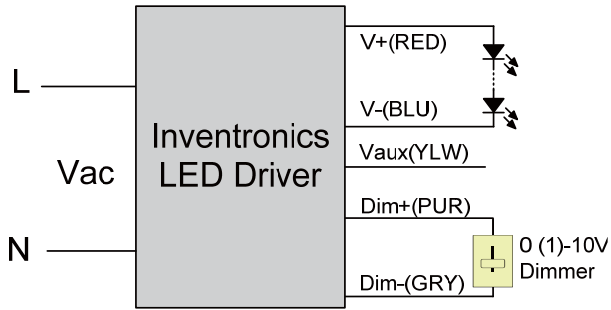 L
Vac
N
Inventronics
LED Driver
V+(RED)
V-(BLU)
Vaux(YLW)
Dim+(PUR)
Dim-(GRY)
0 (1)-10V
Dimmer